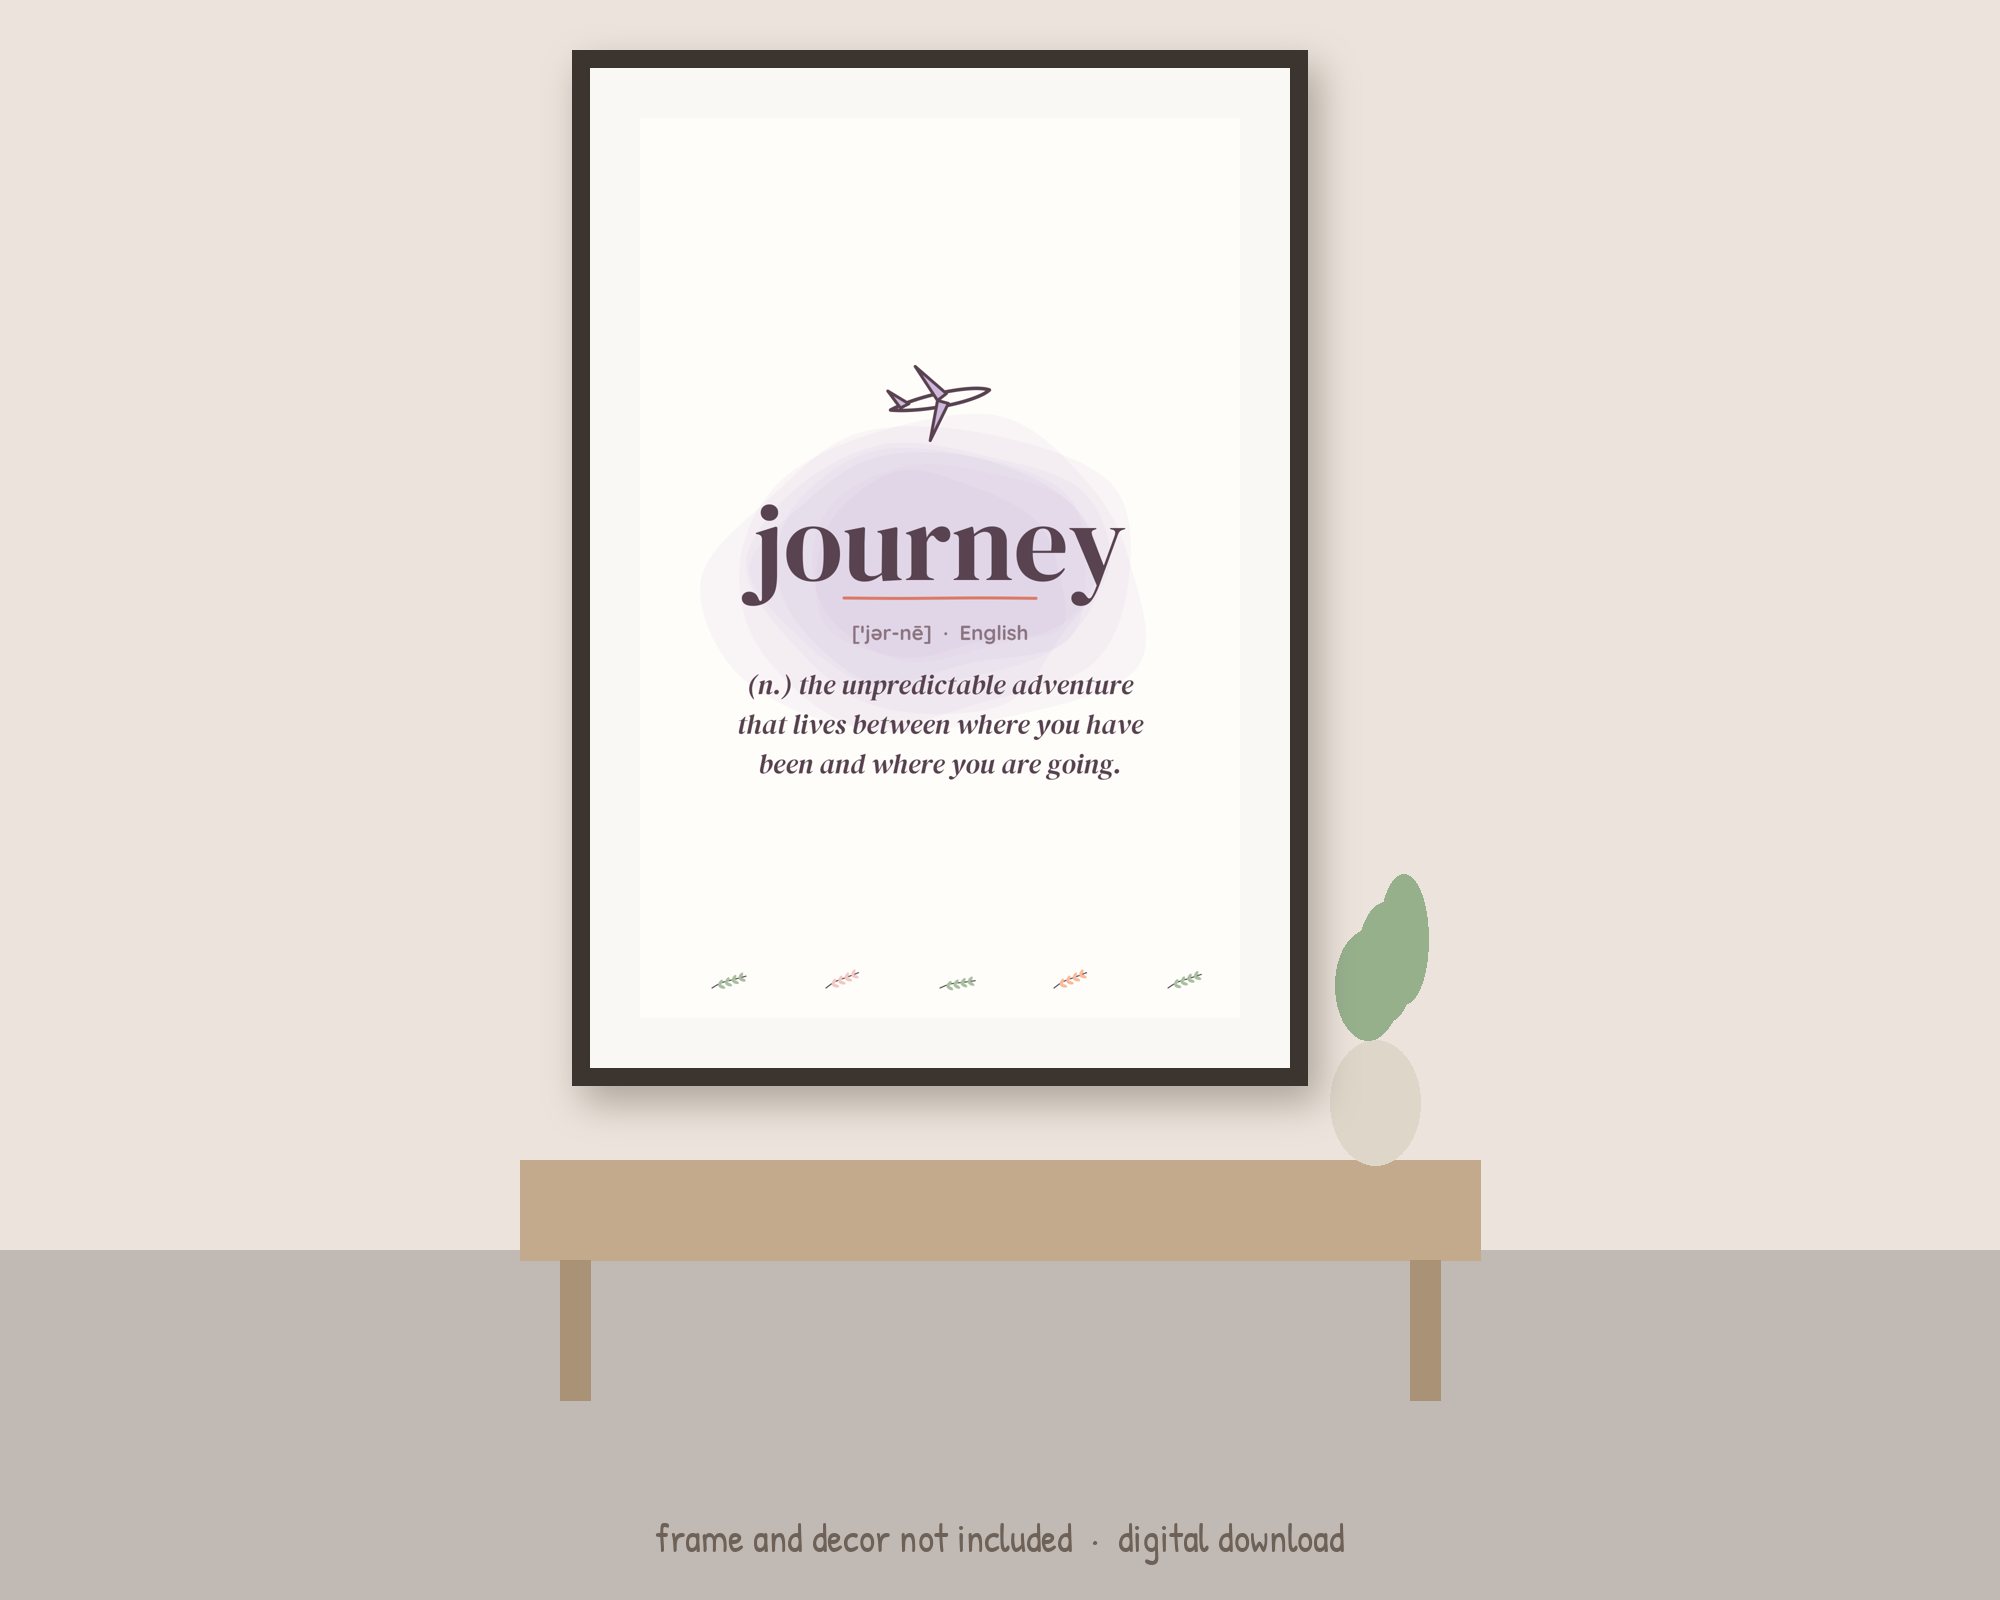 journey
['jər-nē] · English
(n.) the unpredictable adventure
that lives between where you have
been and where you are going.
frame and decor not included · digital download